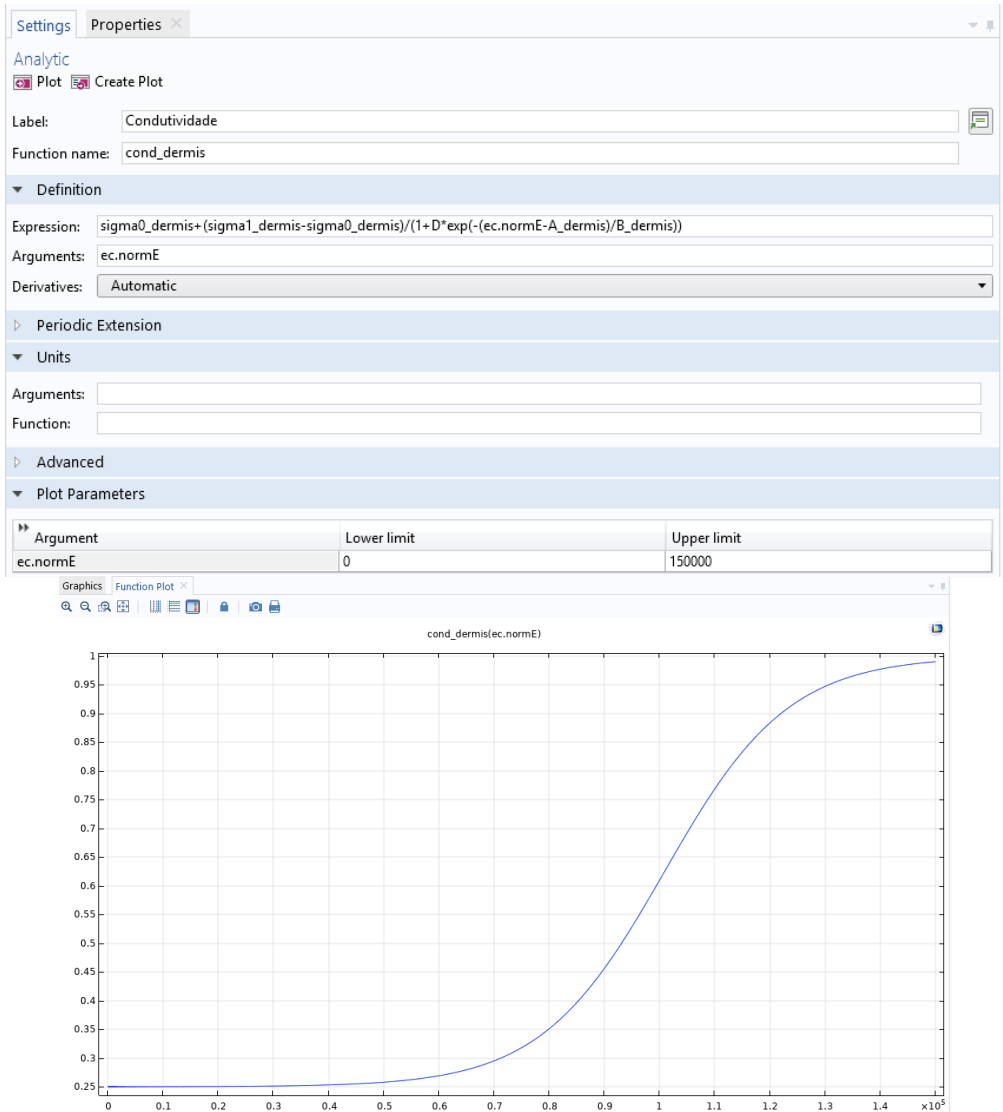 Settings Properties
Analytic
Plot Create Plot
Label: Condutividade
Function name: cond_dermis
Definition
Expression: sigma0_dermis+(sigma1_dermis-sigma0_dermis)/(1+D*exp(-(ec.normE-A_dermis)/B_dermis))
Arguments: ec.normE
Derivatives: Automatic
Periodic Extension
Units
Arguments:
Function:
Advanced
Plot Parameters
Argument Lower limit Upper limit
ec.normE 0 150000
Graphics Function Plot
cond_dermis(ec.normE)
1
0.95
0.9
0.85
0.8
0.75
0.7
0.65
0.6
0.55
0.5
0.45
0.4
0.35
0.3
0.25
0 0.1 0.2 0.3 0.4 0.5 0.6 0.7 0.8 0.9 1 1.1 1.2 1.3 1.4 ×10⁵